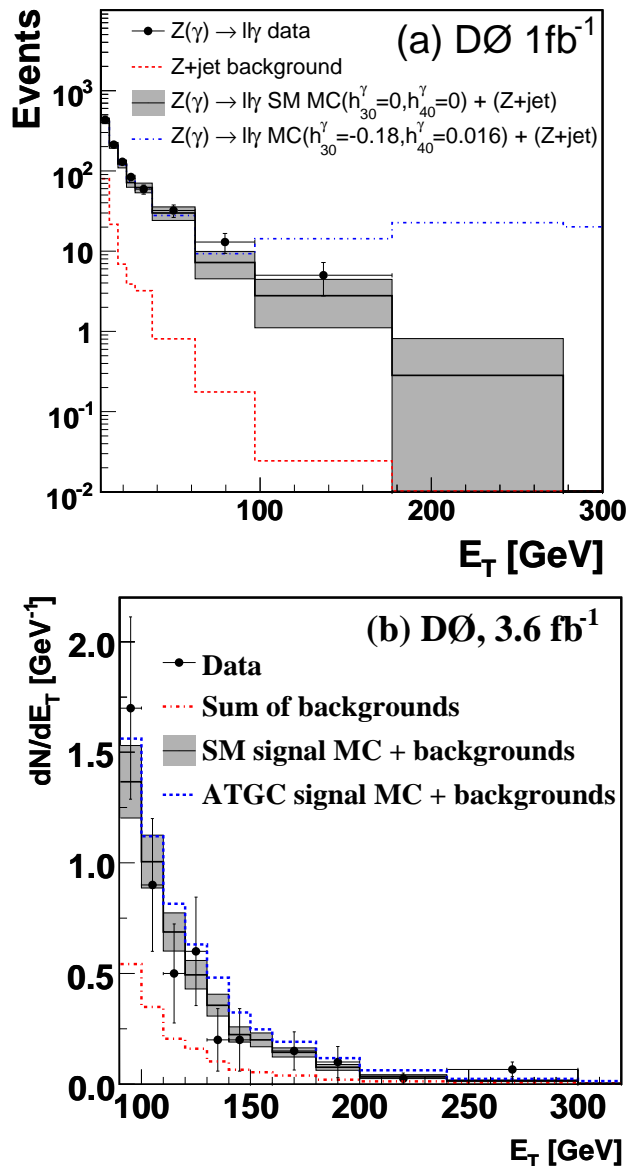 (a) DØ 1fb⁻¹
Z(γ) → llγ data
Z+jet background
Z(γ) → llγ SM MC(h₃₀^γ=0,h₄₀^γ=0) + (Z+jet)
Z(γ) → llγ MC(h₃₀^γ=-0.18,h₄₀^γ=0.016) + (Z+jet)
Events
10³
10²
10
1
10⁻¹
10⁻²
100
200
300
E_T [GeV]
(b) DØ, 3.6 fb⁻¹
Data
Sum of backgrounds
SM signal MC + backgrounds
ATGC signal MC + backgrounds
dN/dE_T [GeV⁻¹]
2.0
1.5
1.0
0.5
0.0
100
150
200
250
300
E_T [GeV]